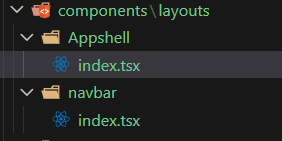 components\layouts
Appshell
index.tsx
navbar
index.tsx